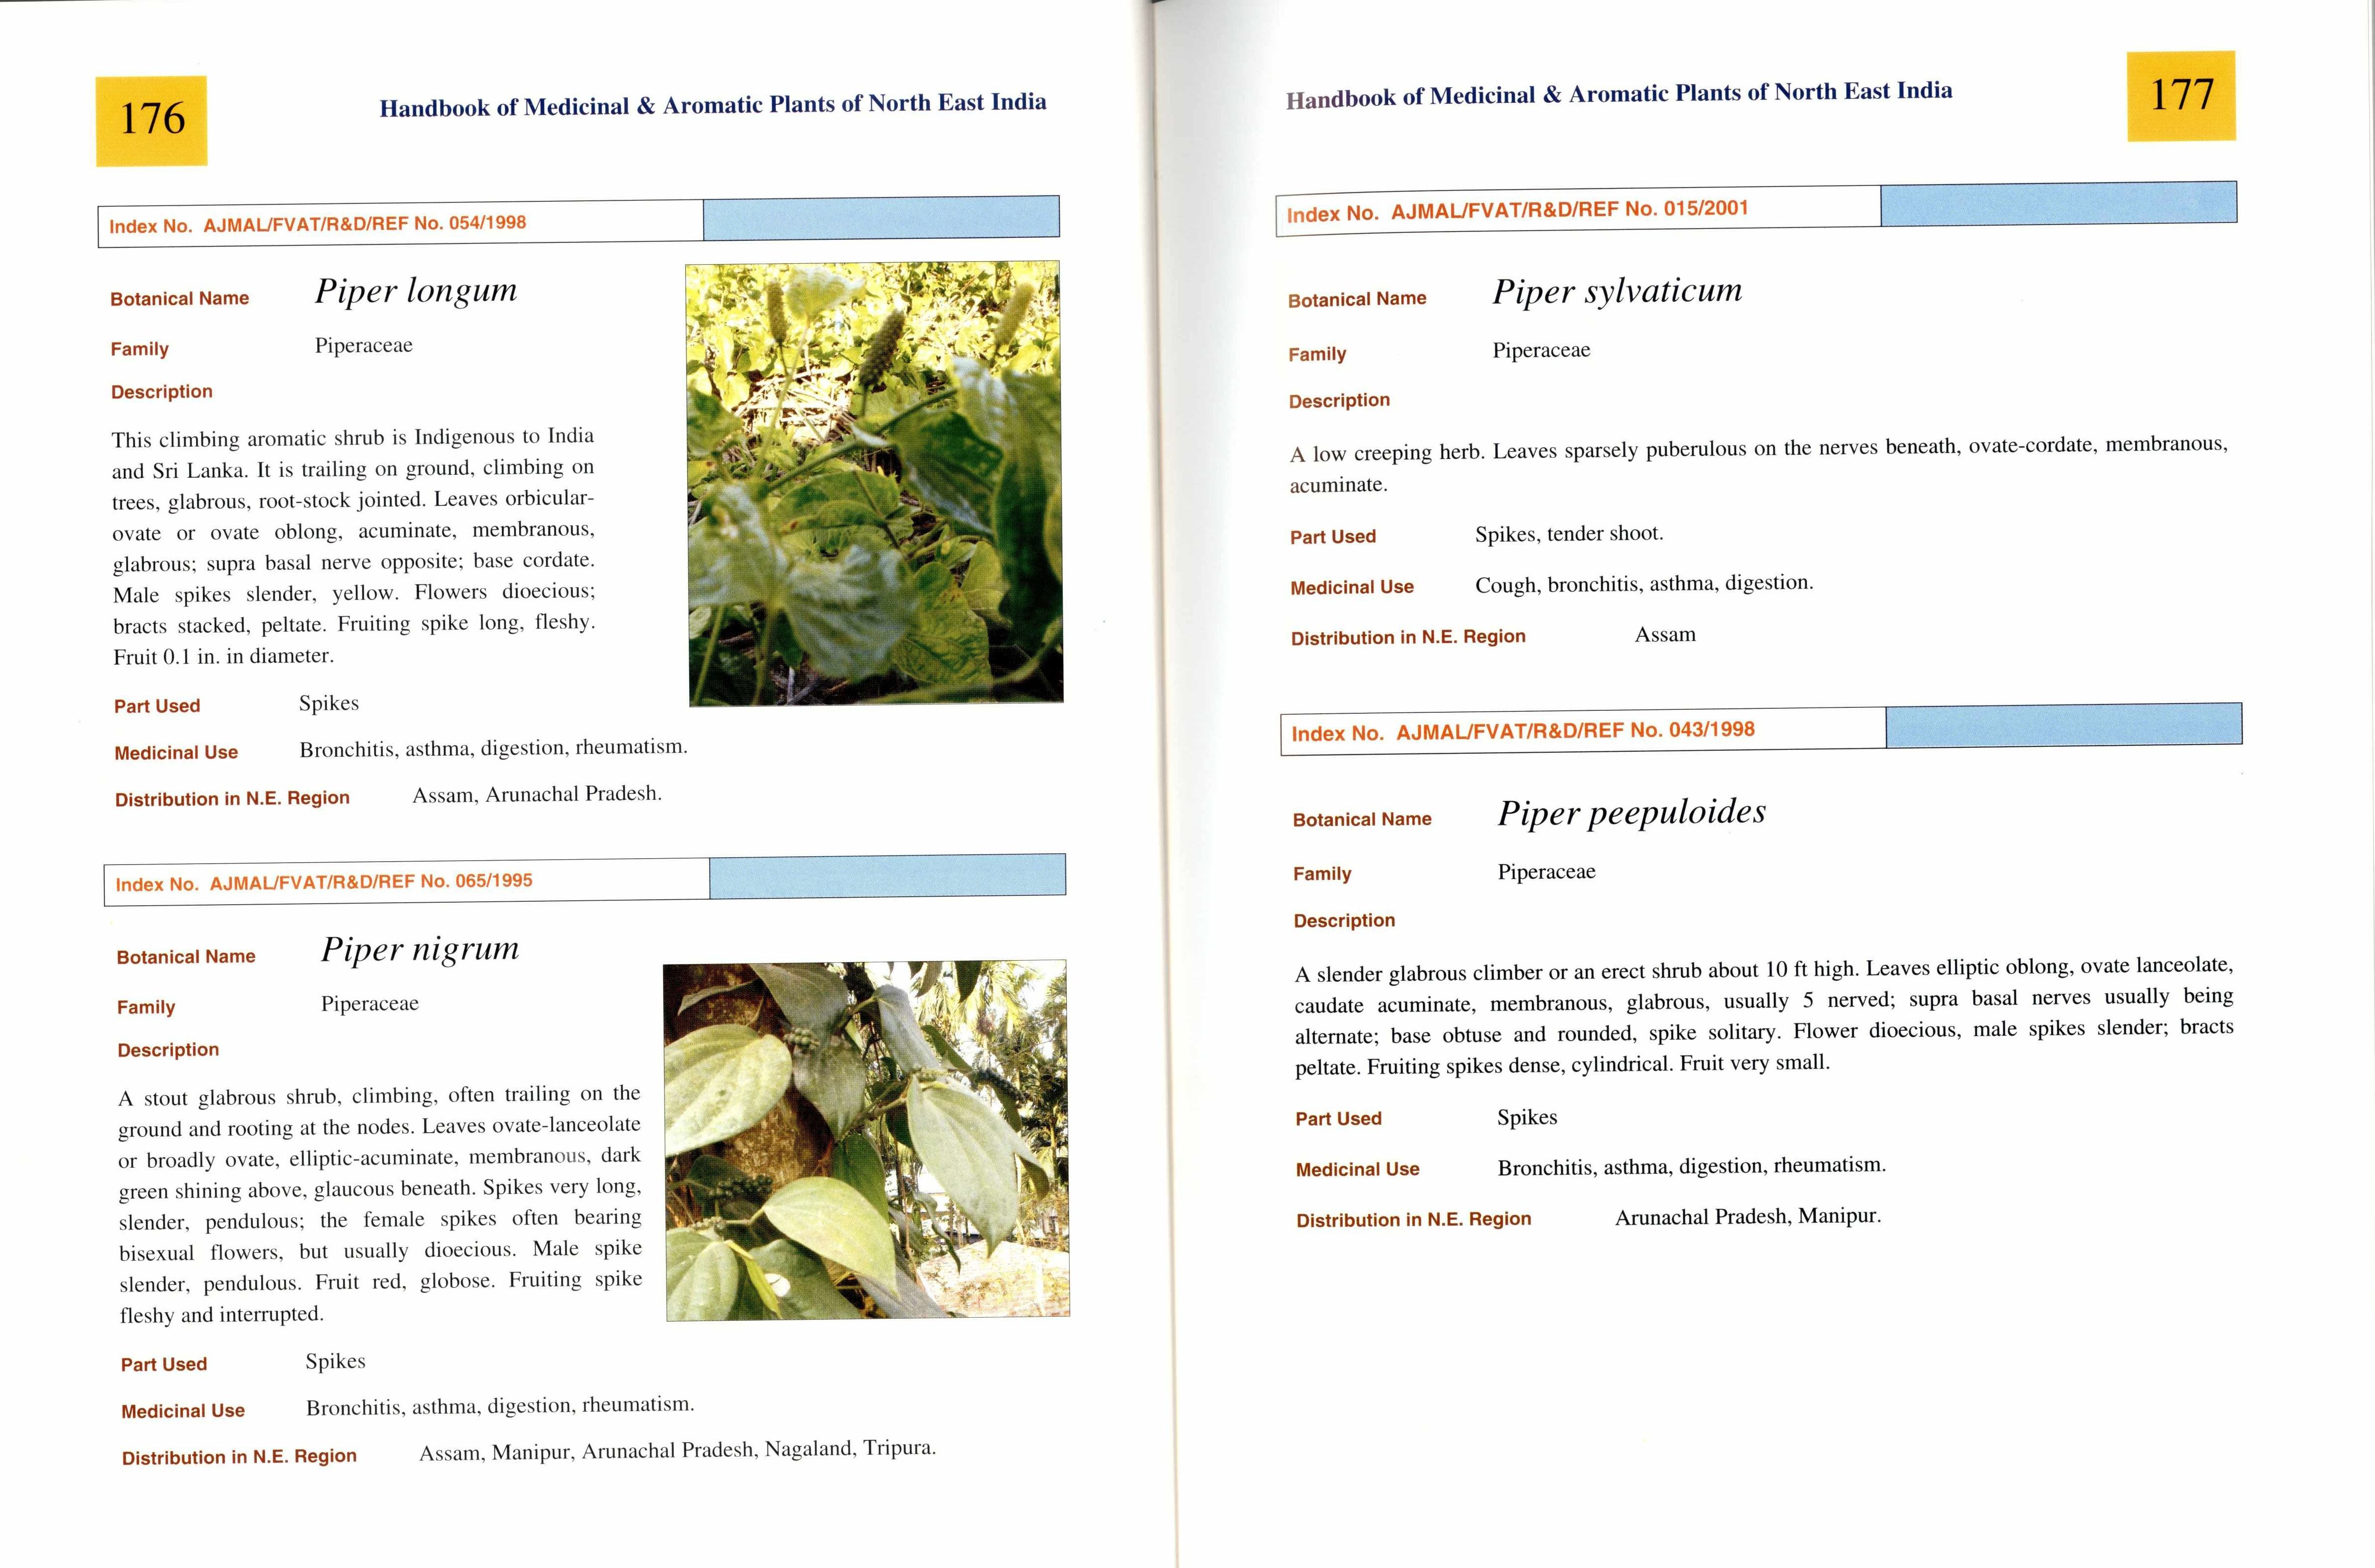 176
Handbook of Medicinal & Aromatic Plants of North East India
Index No. AJMAL/FVAT/R&D/REF No. 054/1998
Botanical Name Piper longum
Family Piperaceae
Description
This climbing aromatic shrub is Indigenous to India
and Sri Lanka. It is trailing on ground, climbing on
trees, glabrous, root-stock jointed. Leaves orbicular-
ovate or ovate oblong, acuminate, membranous,
glabrous; supra basal nerve opposite; base cordate.
Male spikes slender, yellow. Flowers dioecious;
bracts stacked, peltate. Fruiting spike long, fleshy.
Fruit 0.1 in. in diameter.
Part Used Spikes
Medicinal Use Bronchitis, asthma, digestion, rheumatism.
Distribution in N.E. Region Assam, Arunachal Pradesh.
Index No. AJMAL/FVAT/R&D/REF No. 065/1995
Botanical Name Piper nigrum
Family Piperaceae
Description
A stout glabrous shrub, climbing, often trailing on the
ground and rooting at the nodes. Leaves ovate-lanceolate
or broadly ovate, elliptic-acuminate, membranous, dark
green shining above, glaucous beneath. Spikes very long,
slender, pendulous; the female spikes often bearing
bisexual flowers, but usually dioecious. Male spike
slender, pendulous. Fruit red, globose. Fruiting spike
fleshy and interrupted.
Part Used Spikes
Medicinal Use Bronchitis, asthma, digestion, rheumatism.
Distribution in N.E. Region Assam, Manipur, Arunachal Pradesh, Nagaland, Tripura.
Handbook of Medicinal & Aromatic Plants of North East India
177
Index No. AJMAL/FVAT/R&D/REF No. 015/2001
Botanical Name Piper sylvaticum
Family Piperaceae
Description
A low creeping herb. Leaves sparsely puberulous on the nerves beneath, ovate-cordate, membranous,
acuminate.
Part Used Spikes, tender shoot.
Medicinal Use Cough, bronchitis, asthma, digestion.
Distribution in N.E. Region Assam
Index No. AJMAL/FVAT/R&D/REF No. 043/1998
Botanical Name Piper peepuloides
Family Piperaceae
Description
A slender glabrous climber or an erect shrub about 10 ft high. Leaves elliptic oblong, ovate lanceolate,
caudate acuminate, membranous, glabrous, usually 5 nerved; supra basal nerves usually being
alternate; base obtuse and rounded, spike solitary. Flower dioecious, male spikes slender; bracts
peltate. Fruiting spikes dense, cylindrical. Fruit very small.
Part Used Spikes
Medicinal Use Bronchitis, asthma, digestion, rheumatism.
Distribution in N.E. Region Arunachal Pradesh, Manipur.